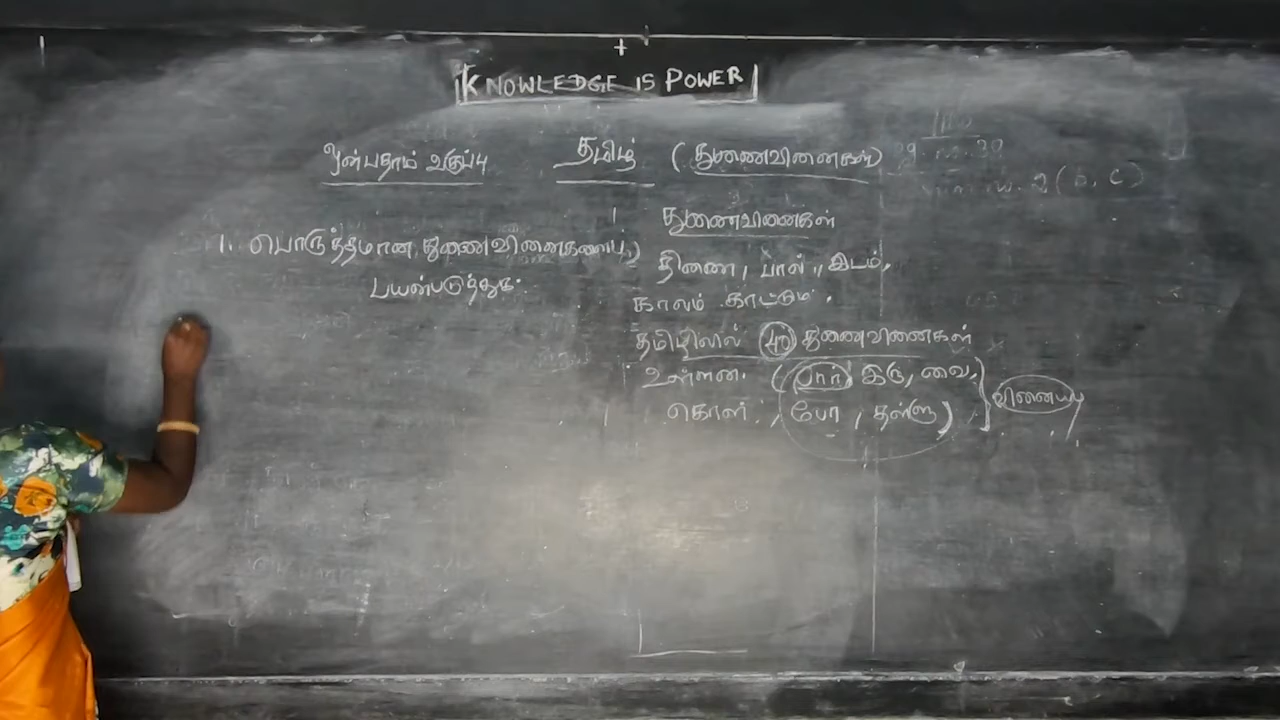 KNOWLEDGE IS POWER
ஒன்பதாம் வகுப்பு தமிழ் (துணைவினைகள்)
1. பொருத்தமான துணைவினைகளைப்
பயன்படுத்துக.
துணைவினைகள்
திணை, பால், இடம்,
காலம் காட்டும்.
தமிழில் 40 துணைவினைகள்
உள்ளன. (பார், இரு, வை,
கொள், போ, தள்ளு)